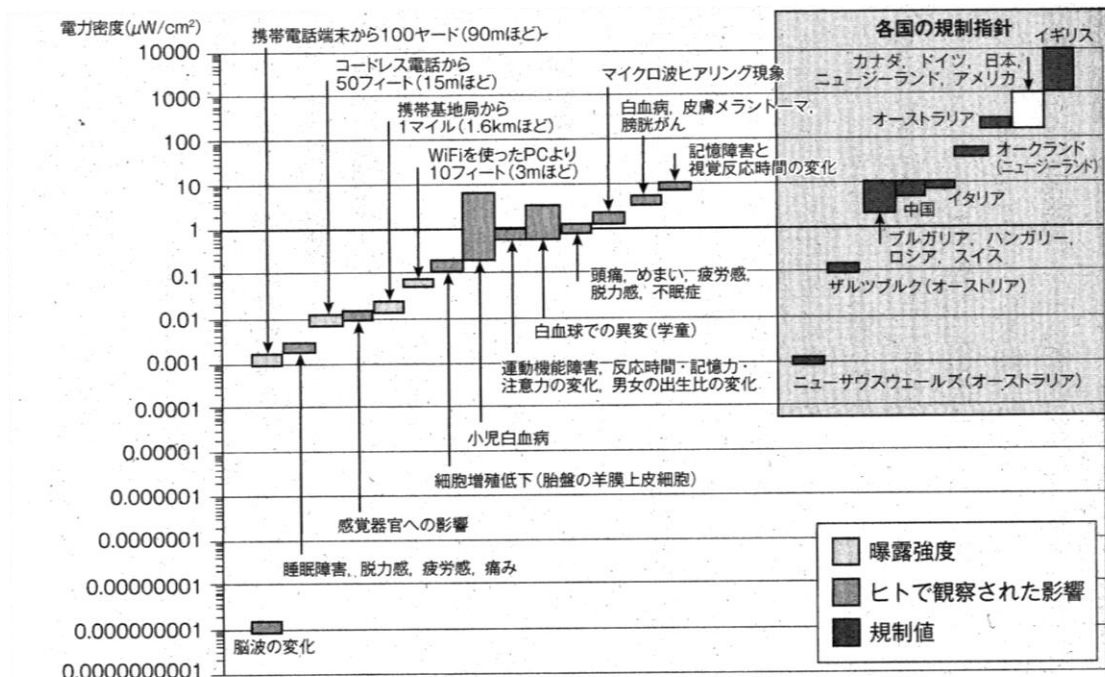 電力密度(μW/cm²)
10000
1000
100
10
1
0.1
0.01
0.001
0.0001
0.00001
0.000001
0.0000001
0.00000001
0.000000001
0.0000000001
携帯電話端末から100ヤード(90mほど)
コードレス電話から
50フィート(15mほど)
携帯基地局から
1マイル(1.6kmほど)
WiFiを使ったPCより
10フィート(3mほど)
マイクロ波ヒアリング現象
白血病，皮膚メラントーマ，
膀胱がん
記憶障害と
視覚反応時間の変化
頭痛，めまい，疲労感，
脱力感，不眠症
白血球での異変(学童)
運動機能障害，反応時間・記憶力・
注意力の変化，男女の出生比の変化
小児白血病
細胞増殖低下(胎盤の羊膜上皮細胞)
感覚器官への影響
睡眠障害，脱力感，疲労感，痛み
脳波の変化
各国の規制指針
イギリス
カナダ，ドイツ，日本，
ニュージーランド，アメリカ
オーストラリア
オークランド
(ニュージーランド)
イタリア
中国
ブルガリア，ハンガリー，
ロシア，スイス
ザルツブルク(オーストリア)
ニューサウスウェールズ(オーストラリア)
曝露強度
ヒトで観察された影響
規制値